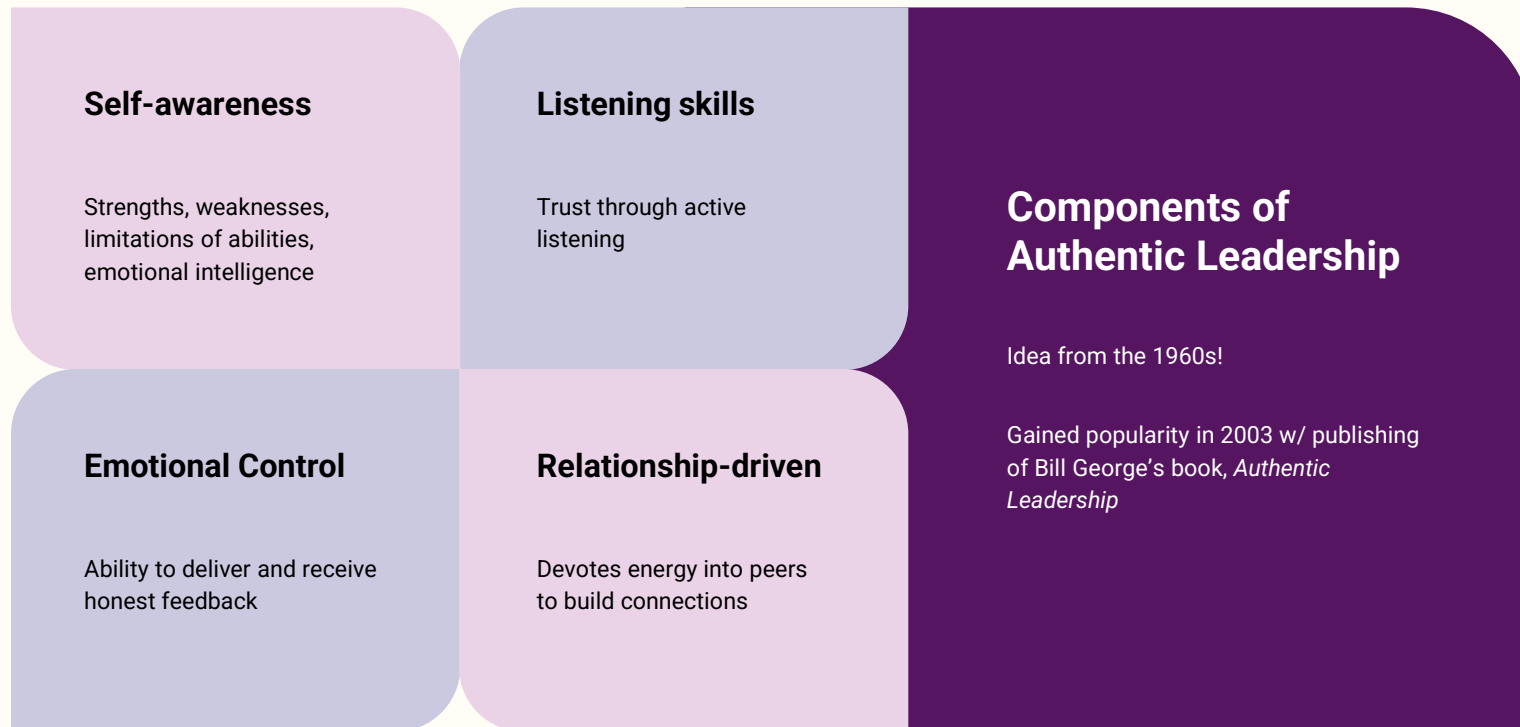 Self-awareness
Strengths, weaknesses,
limitations of abilities,
emotional intelligence
Listening skills
Trust through active
listening
Emotional Control
Ability to deliver and receive
honest feedback
Relationship-driven
Devotes energy into peers
to build connections
Components of
Authentic Leadership
Idea from the 1960s!
Gained popularity in 2003 w/ publishing
of Bill George’s book, Authentic
Leadership